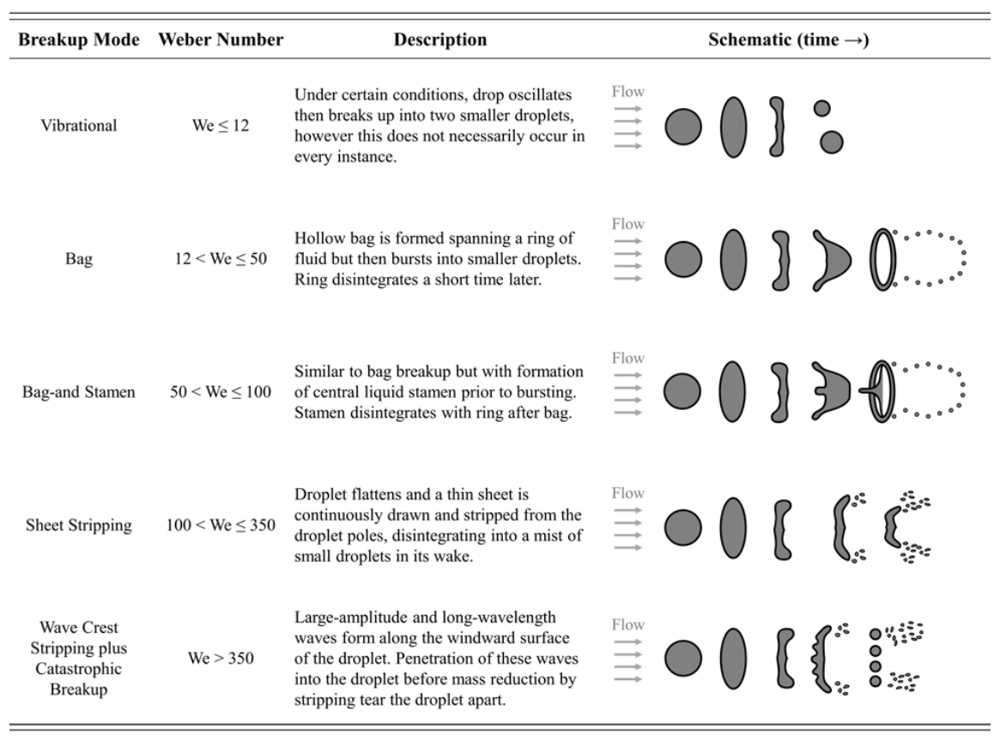 Breakup Mode Weber Number Description Schematic (time →)
Vibrational
We ≤ 12
Under certain conditions, drop oscillates
then breaks up into two smaller droplets,
however this does not necessarily occur in
every instance.
Flow
Bag
12 < We ≤ 50
Hollow bag is formed spanning a ring of
fluid but then bursts into smaller droplets.
Ring disintegrates a short time later.
Flow
Bag-and Stamen
50 < We ≤ 100
Similar to bag breakup but with formation
of central liquid stamen prior to bursting.
Stamen disintegrates with ring after bag.
Flow
Sheet Stripping
100 < We ≤ 350
Droplet flattens and a thin sheet is
continuously drawn and stripped from the
droplet poles, disintegrating into a mist of
small droplets in its wake.
Flow
Wave Crest
Stripping plus
Catastrophic
Breakup
We > 350
Large-amplitude and long-wavelength
waves form along the windward surface
of the droplet. Penetration of these waves
into the droplet before mass reduction by
stripping tear the droplet apart.
Flow